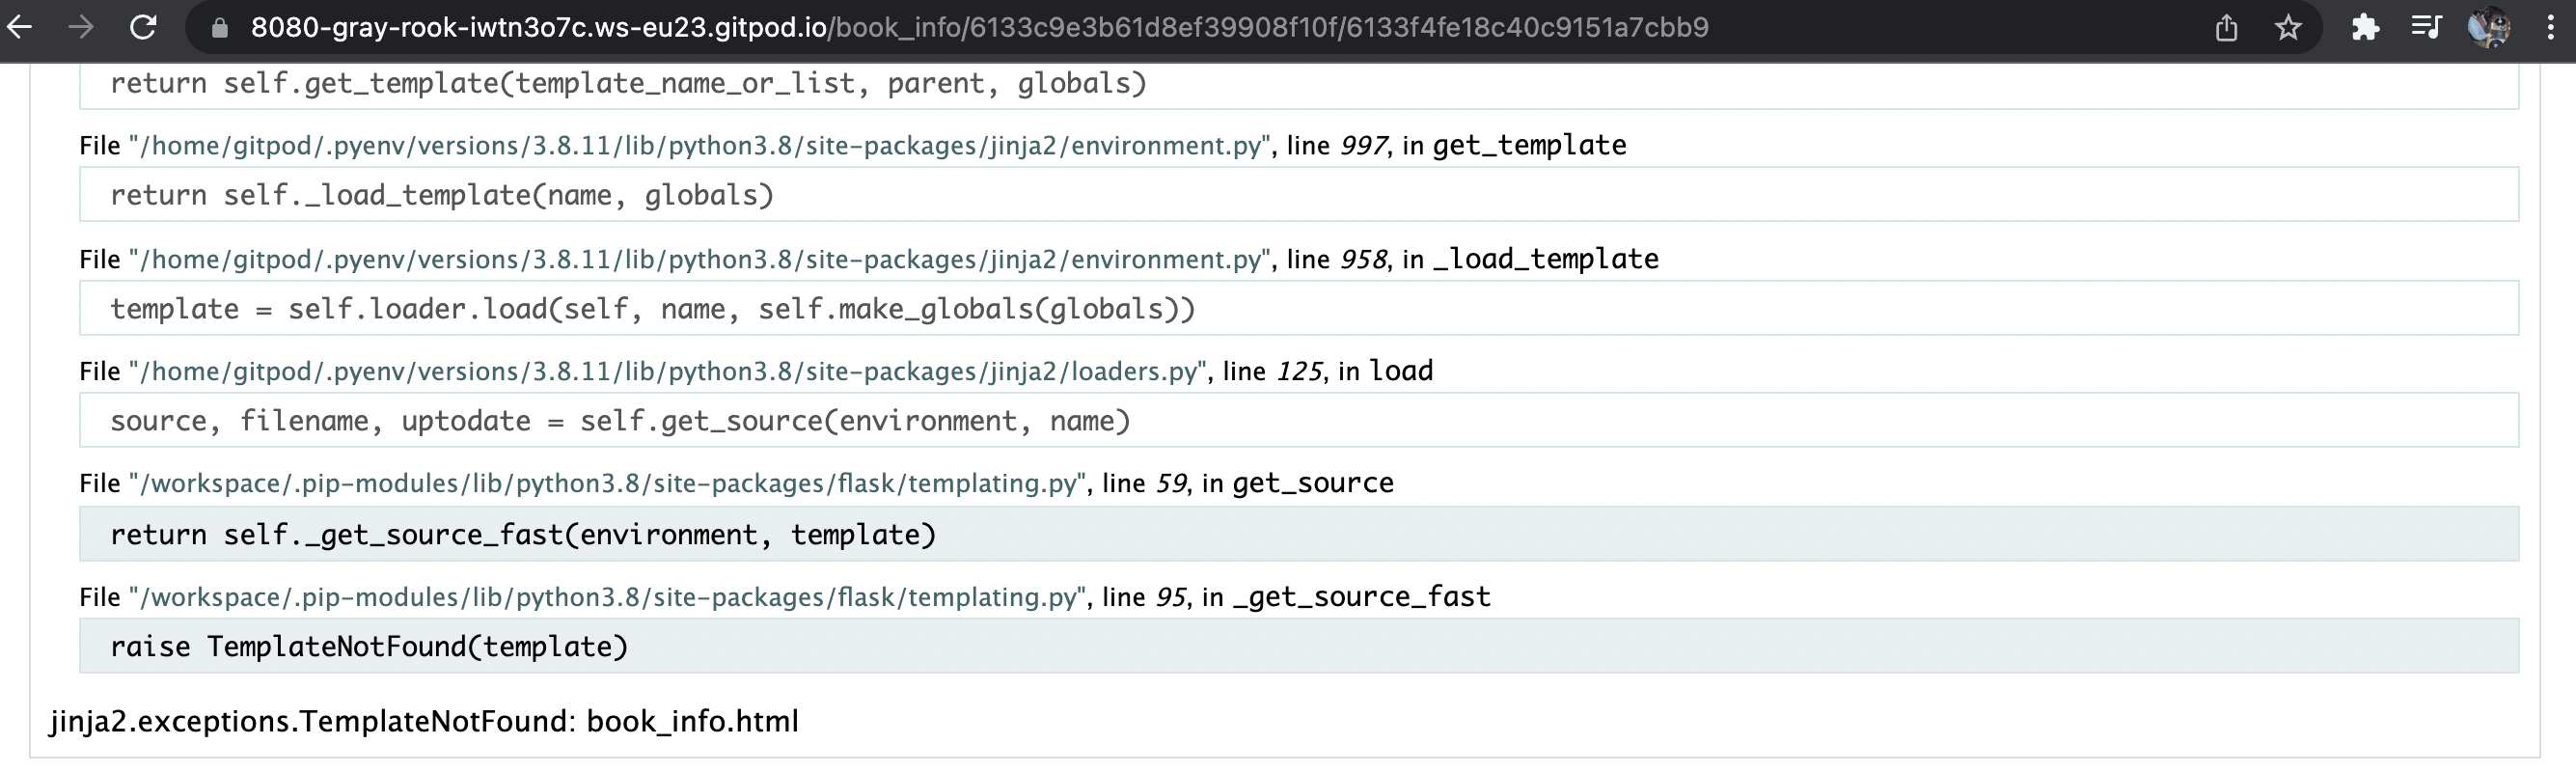 8080-gray-rook-iwtn3o7c.ws-eu23.gitpod.io/book_info/6133c9e3b61d8ef39908f10f/6133f4fe18c40c9151a7cbb9
return self.get_template(template_name_or_list, parent, globals)
File "/home/gitpod/.pyenv/versions/3.8.11/lib/python3.8/site-packages/jinja2/environment.py", line 997, in get_template
return self._load_template(name, globals)
File "/home/gitpod/.pyenv/versions/3.8.11/lib/python3.8/site-packages/jinja2/environment.py", line 958, in _load_template
template = self.loader.load(self, name, self.make_globals(globals))
File "/home/gitpod/.pyenv/versions/3.8.11/lib/python3.8/site-packages/jinja2/loaders.py", line 125, in load
source, filename, uptodate = self.get_source(environment, name)
File "/workspace/.pip-modules/lib/python3.8/site-packages/flask/templating.py", line 59, in get_source
return self._get_source_fast(environment, template)
File "/workspace/.pip-modules/lib/python3.8/site-packages/flask/templating.py", line 95, in _get_source_fast
raise TemplateNotFound(template)
jinja2.exceptions.TemplateNotFound: book_info.html